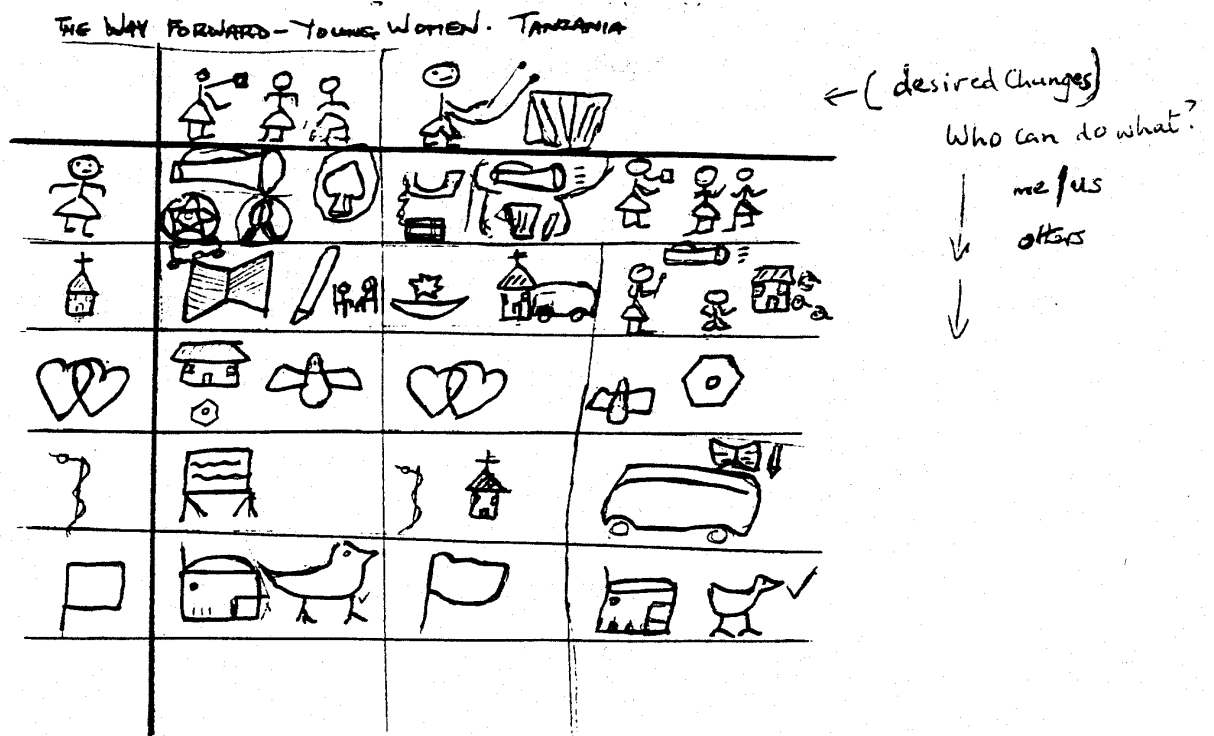 THE WAY FORWARD - YOUNG WOMEN. TANZANIA
← (desired changes)
Who can do what?
me/us
others